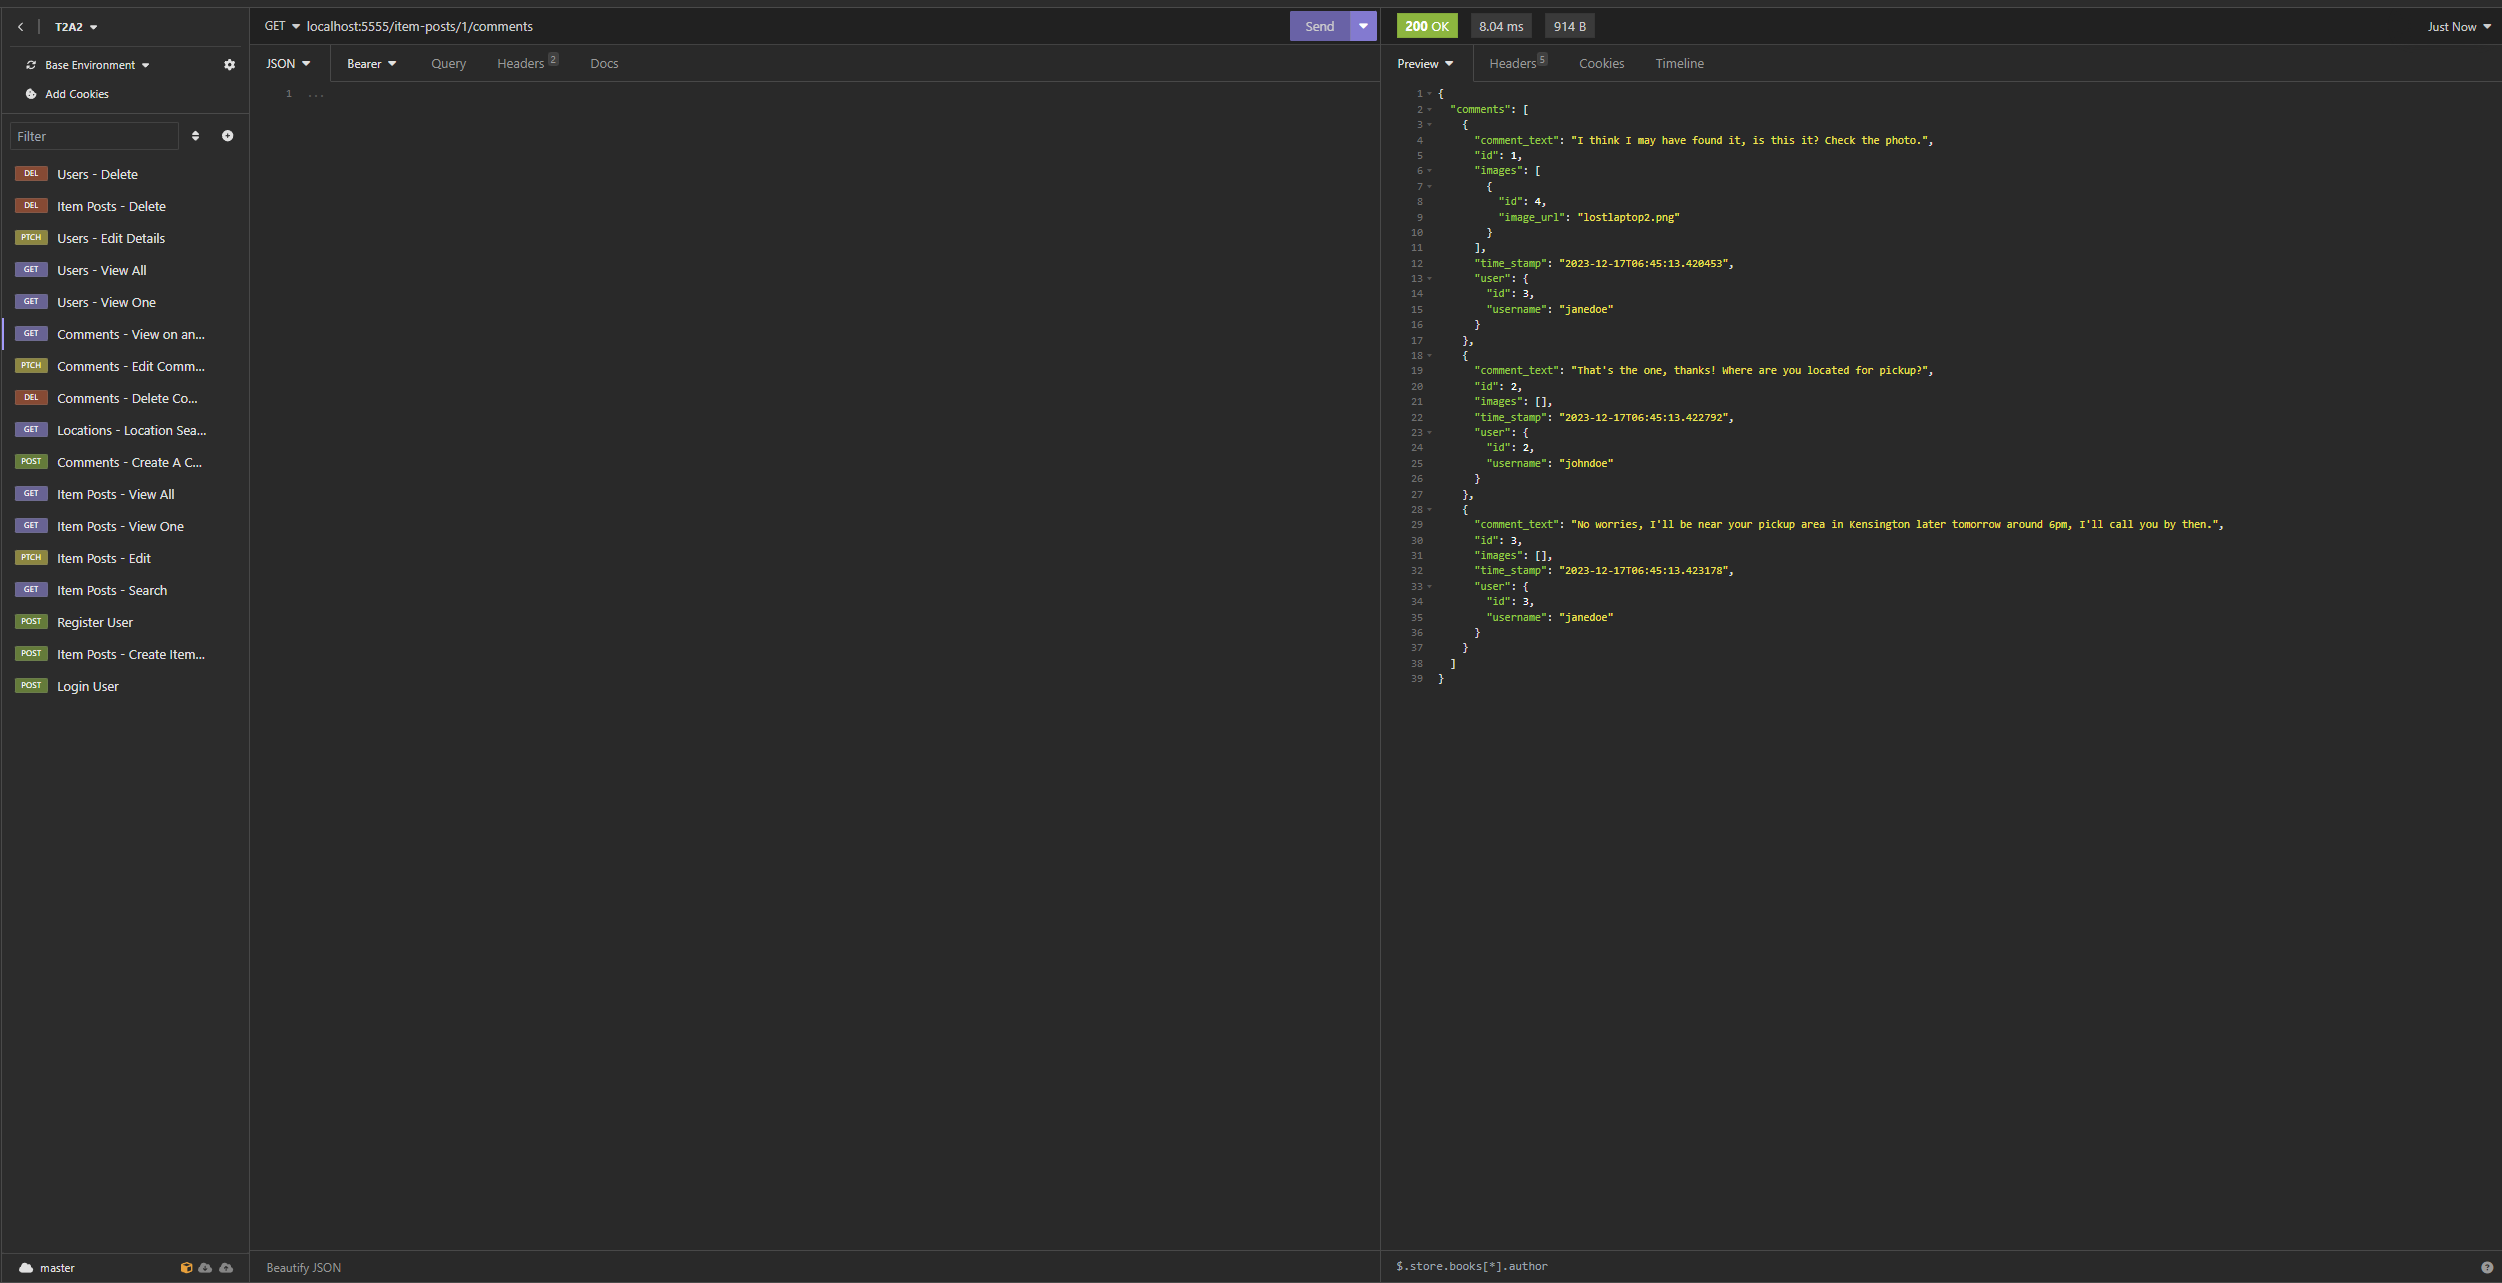 T2A2
Base Environment
Add Cookies
Filter
DEL Users - Delete
DEL Item Posts - Delete
PTCH Users - Edit Details
GET Users - View All
GET Users - View One
GET Comments - View on an...
PTCH Comments - Edit Comm...
DEL Comments - Delete Co...
GET Locations - Location Sea...
POST Comments - Create A C...
GET Item Posts - View All
GET Item Posts - View One
PTCH Item Posts - Edit
GET Item Posts - Search
POST Register User
POST Item Posts - Create Item...
POST Login User
master
GET localhost:5555/item-posts/1/comments Send
JSON Bearer Query Headers 2 Docs
1 ...
Beautify JSON
200 OK 8.04 ms 914 B Just Now
Preview Headers 5 Cookies Timeline
1 {
2 "comments": [
3 {
4 "comment_text": "I think I may have found it, is this it? Check the photo.",
5 "id": 1,
6 "images": [
7 {
8 "id": 4,
9 "image_url": "lostlaptop2.png"
10 }
11 ],
12 "time_stamp": "2023-12-17T06:45:13.420453",
13 "user": {
14 "id": 3,
15 "username": "janedoe"
16 }
17 },
18 {
19 "comment_text": "That's the one, thanks! Where are you located for pickup?",
20 "id": 2,
21 "images": [],
22 "time_stamp": "2023-12-17T06:45:13.422792",
23 "user": {
24 "id": 2,
25 "username": "johndoe"
26 }
27 },
28 {
29 "comment_text": "No worries, I'll be near your pickup area in Kensington later tomorrow around 6pm, I'll call you by then.",
30 "id": 3,
31 "images": [],
32 "time_stamp": "2023-12-17T06:45:13.423178",
33 "user": {
34 "id": 3,
35 "username": "janedoe"
36 }
37 }
38 ]
39 }
$.store.books[*].author